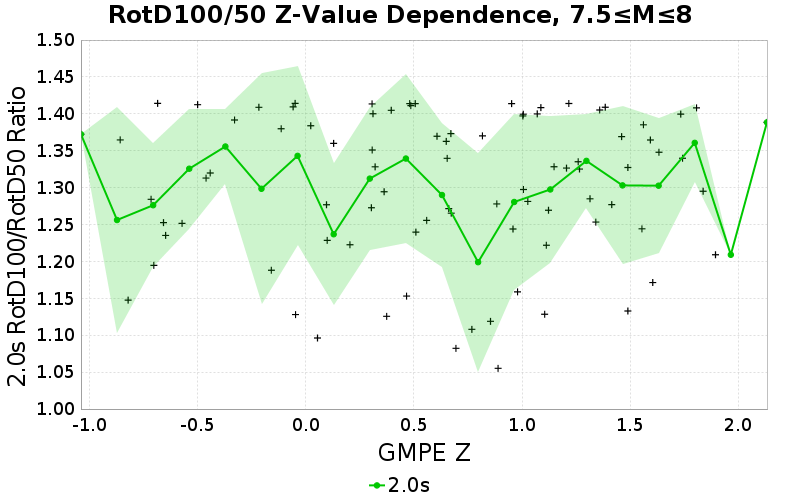 RotD100/50 Z-Value Dependence, 7.5≤M≤8
2.0s RotD100/RotD50 Ratio
1.50
1.45
1.40
1.35
1.30
1.25
1.20
1.15
1.10
1.05
1.00
-1.0 -0.5 0.0 0.5 1.0 1.5 2.0
GMPE Z
2.0s